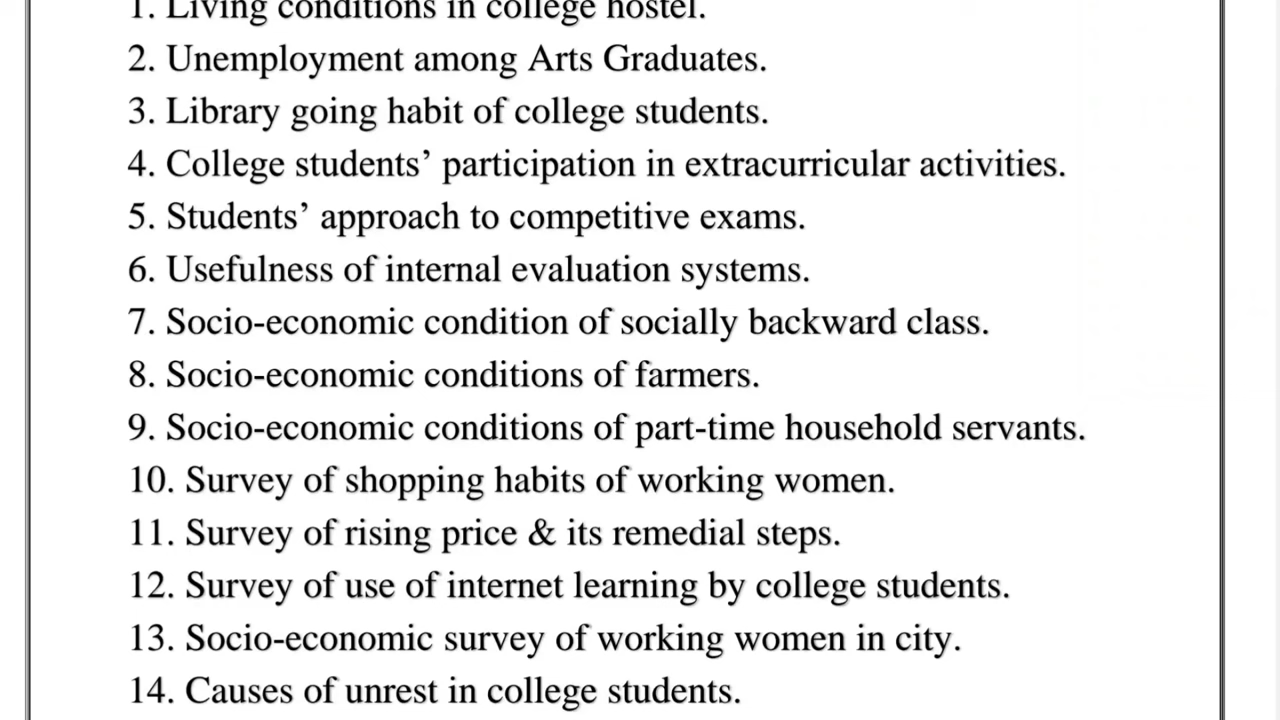 1. Living conditions in college hostel.
2. Unemployment among Arts Graduates.
3. Library going habit of college students.
4. College students’ participation in extracurricular activities.
5. Students’ approach to competitive exams.
6. Usefulness of internal evaluation systems.
7. Socio-economic condition of socially backward class.
8. Socio-economic conditions of farmers.
9. Socio-economic conditions of part-time household servants.
10. Survey of shopping habits of working women.
11. Survey of rising price & its remedial steps.
12. Survey of use of internet learning by college students.
13. Socio-economic survey of working women in city.
14. Causes of unrest in college students.